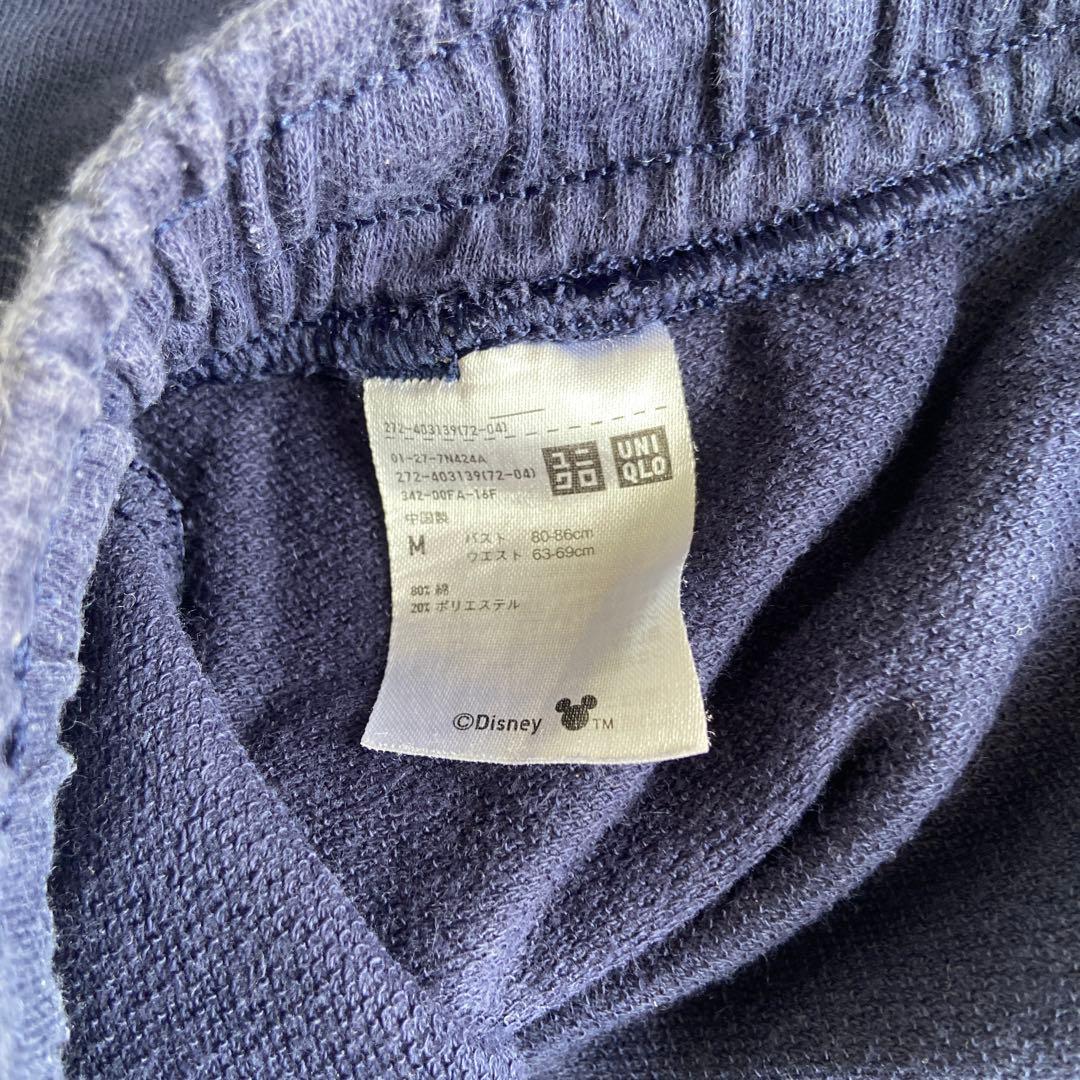 272-403139(72-04)
01-27-7N424A
272-403139(72-04)
342-00FA-16F
ユニ
クロ
UNI
QLO
中国製
M バスト 80-86cm
ウエスト 63-69cm
80% 綿
20% ポリエステル
©Disney TM